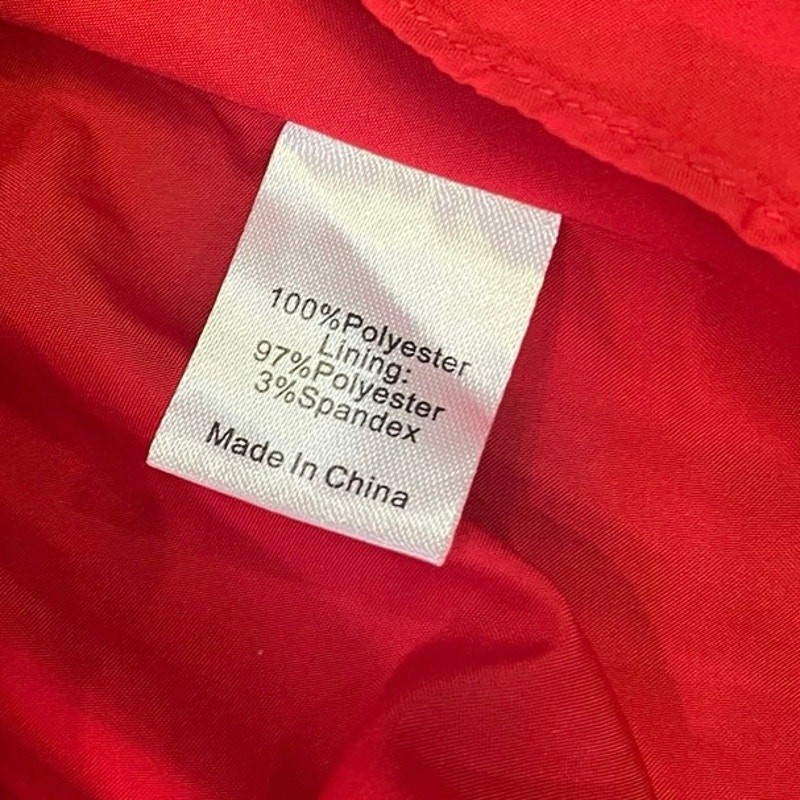 100%Polyester
Lining:
97%Polyester
3%Spandex
Made In China